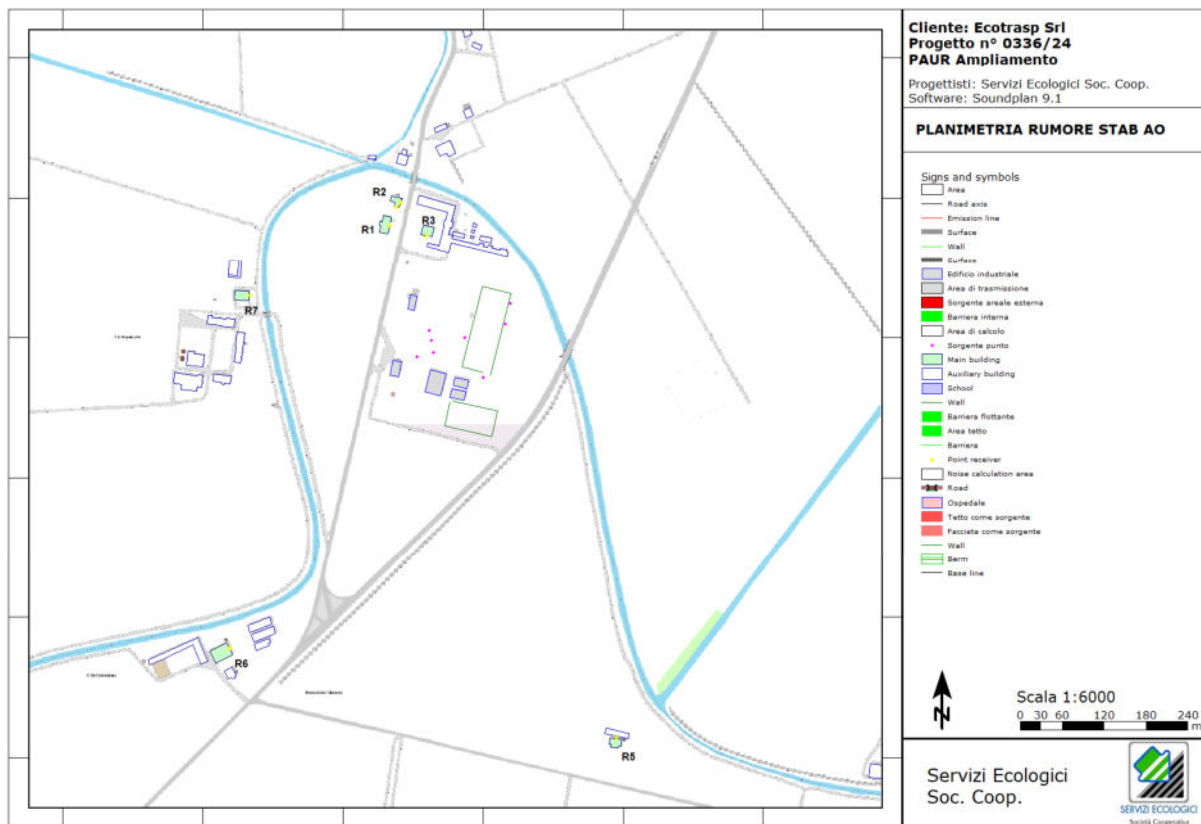 Cliente: Ecotrasp Srl
Progetto n° 0336/24
PAUR Ampliamento
Progettisti: Servizi Ecologici Soc. Coop.
Software: Soundplan 9.1
PLANIMETRIA RUMORE STAB AO
Signs and symbols
Area
Road axis
Emission line
Surface
Wall
Surface
Edificio industriale
Area di trasmissione
Sorgente areale esterna
Barriera interna
Area di calcolo
Sorgente punto
Main building
Auxiliary building
School
Wall
Barriera flottante
Area tetto
Barriera
Point receiver
Noise calculation area
Road
Ospedale
Tetto come sorgente
Facciata come sorgente
Wall
Berm
Base line
R2
R1
R3
R7
R6
R5
N
Scala 1:6000
0 30 60 120 180 240
m
Servizi Ecologici
Soc. Coop.
SERVIZI ECOLOGICI
Società Cooperativa